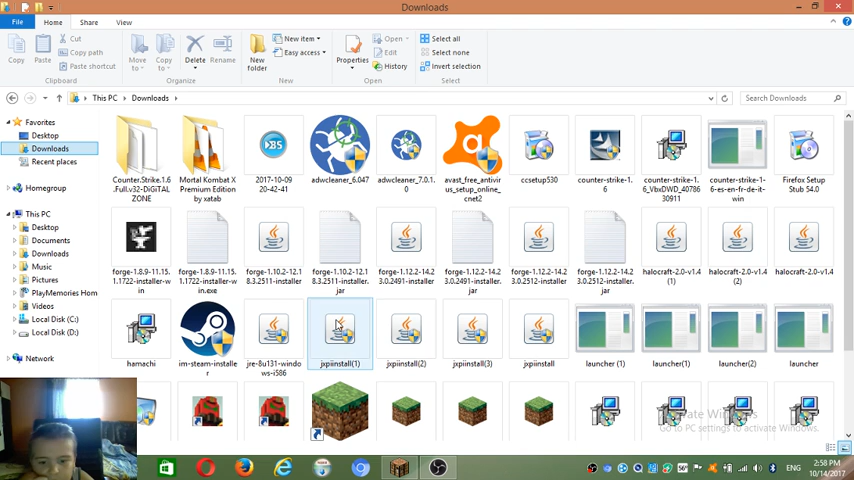 Downloads
File Home Share View
Copy Paste Cut Copy path Paste shortcut Move to Copy to Delete Rename New folder New item Easy access Properties Open Edit History Select all Select none Invert selection
Clipboard Organize New Open Select
This PC Downloads Search Downloads
Favorites
Desktop
Downloads
Recent places
Homegroup
This PC
Desktop
Documents
Downloads
Music
Pictures
PlayMemories Hom
Videos
Local Disk (C:)
Local Disk (D:)
Network
Counter.Strike.1.6.Full.v32-DiGiTALZONE
Mortal Kombat X Premium Edition by xatab
BS
2017-10-09 20-42-41
adwcleaner_6.047
adwcleaner_7.0.1.0
avast_free_antivirus_setup_online_cnet2
ccsetup530
counter-strike-1.6
counter-strike-1.6_VbxDWD_4078630911
counter-strike-1-6-es-en-fr-de-it-win
Firefox Setup Stub 54.0
forge-1.8.9-11.15.1.1722-installer-win
forge-1.8.9-11.15.1.1722-installer-win.exe
forge-1.10.2-12.18.3.2511-installer
forge-1.10.2-12.18.3.2511-installer.jar
forge-1.12.2-14.23.0.2491-installer
forge-1.12.2-14.23.0.2491-installer.jar
forge-1.12.2-14.23.0.2512-installer
forge-1.12.2-14.23.0.2512-installer.jar
halocraft-2.0-v1.4 (1)
halocraft-2.0-v1.4 (2)
halocraft-2.0-v1.4
hamachi
im-steam-installer
jre-8u131-windows-i586
jxpiinstall(1)
jxpiinstall(2)
jxpiinstall(3)
jxpiinstall
launcher (1)
launcher(1)
launcher(2)
launcher
Activate Windows
Go to PC settings to activate Windows.
56°
ENG
2:58 PM
10/14/2017